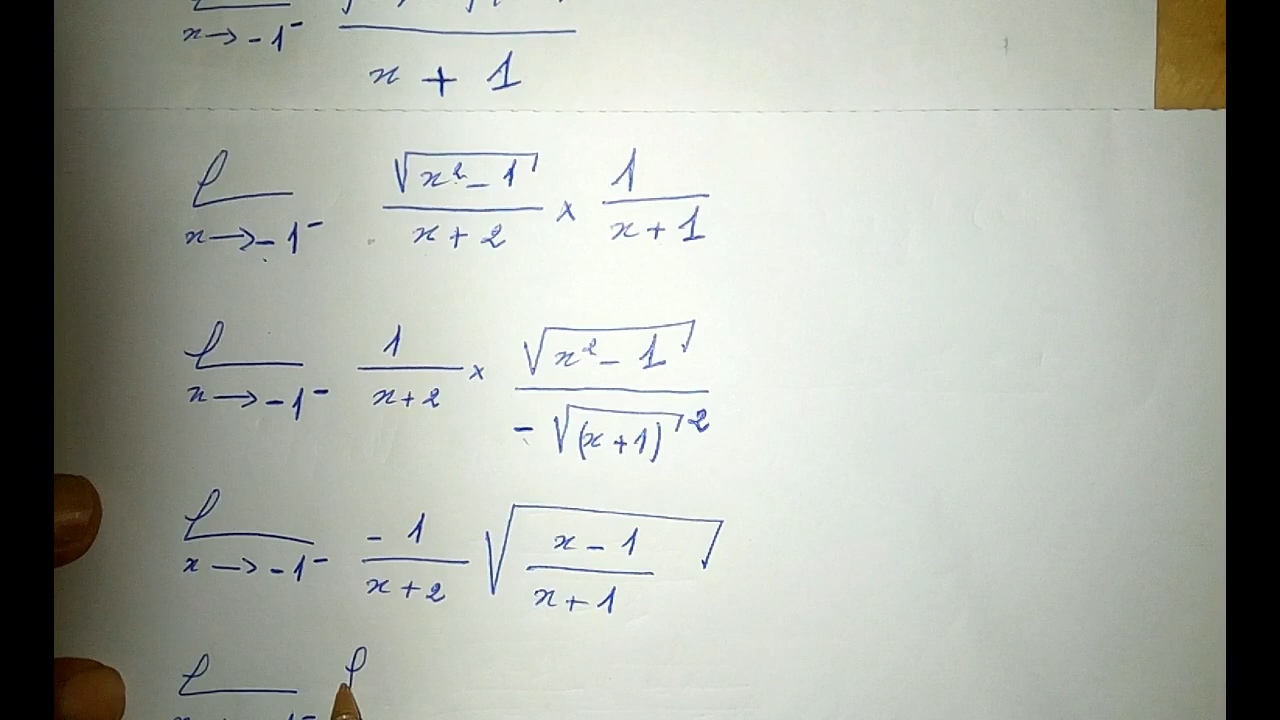 x → -1⁻
x + 1
x → -1⁻ √(x² - 1) / (x + 2) × 1 / (x + 1)
x → -1⁻ 1 / (x + 2) × √(x² - 1) / -√(x + 1)²
x → -1⁻ -1 / (x + 2) √((x - 1) / (x + 1))